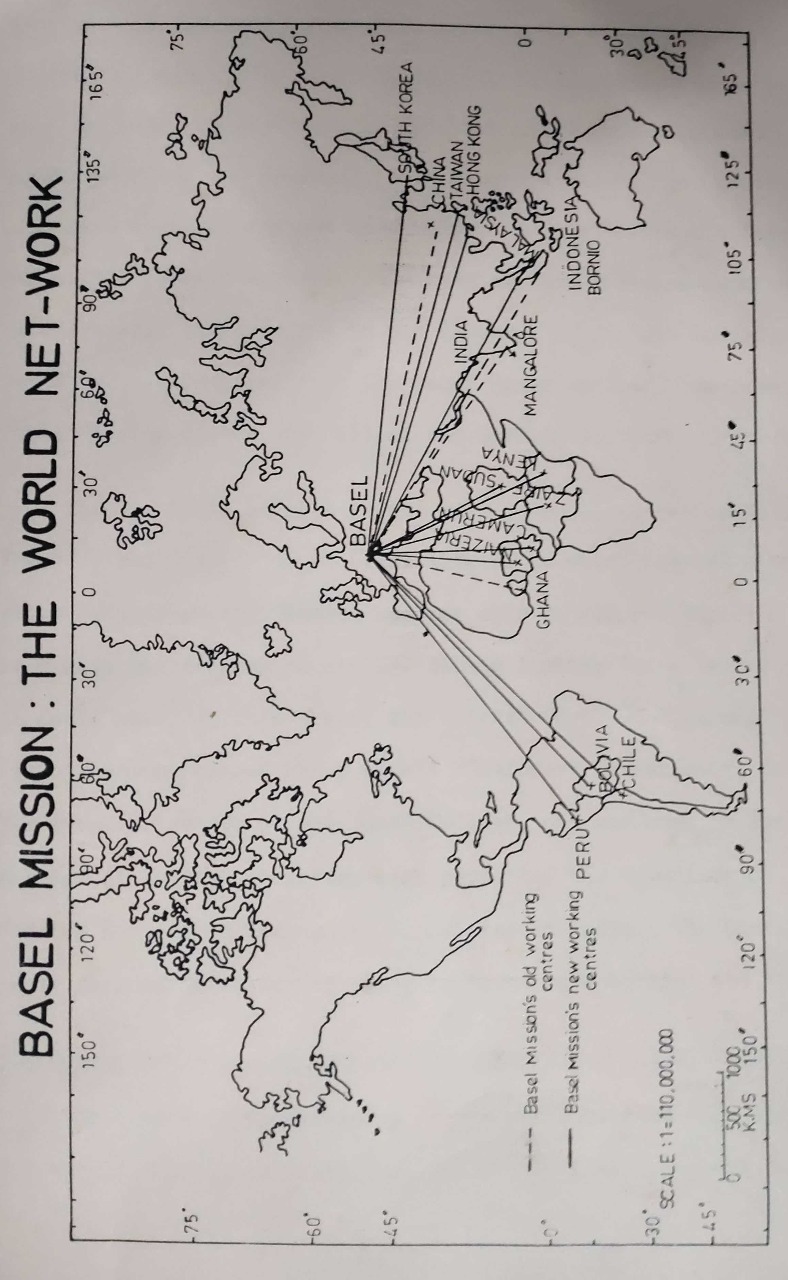 BASEL MISSION : THE WORLD NET-WORK
150° 120° 90° 60° 30° 0 30° 60° 90° 135° 165°
75° 75°
60° 60°
BASEL
45° 45°
SOUTH KOREA
CHINA
TAIWAN
HONG KONG
INDIA
MALAYSIA
NAIZERIA
CAMERUN
SUDAN
KENYA
ZAIRE
GHANA
MANGALORE
0° 0
Basel Mission's old working
centres
Basel Mission's new working
centres
PERU
BOLIVIA
CHILE
INDONESIA
BORNIO
30° 30°
SCALE : 1=110,000,000
45° 45°
0 500 1000
K.MS
150° 120° 90° 60° 30° 0 15° 45° 75° 105° 125° 165°